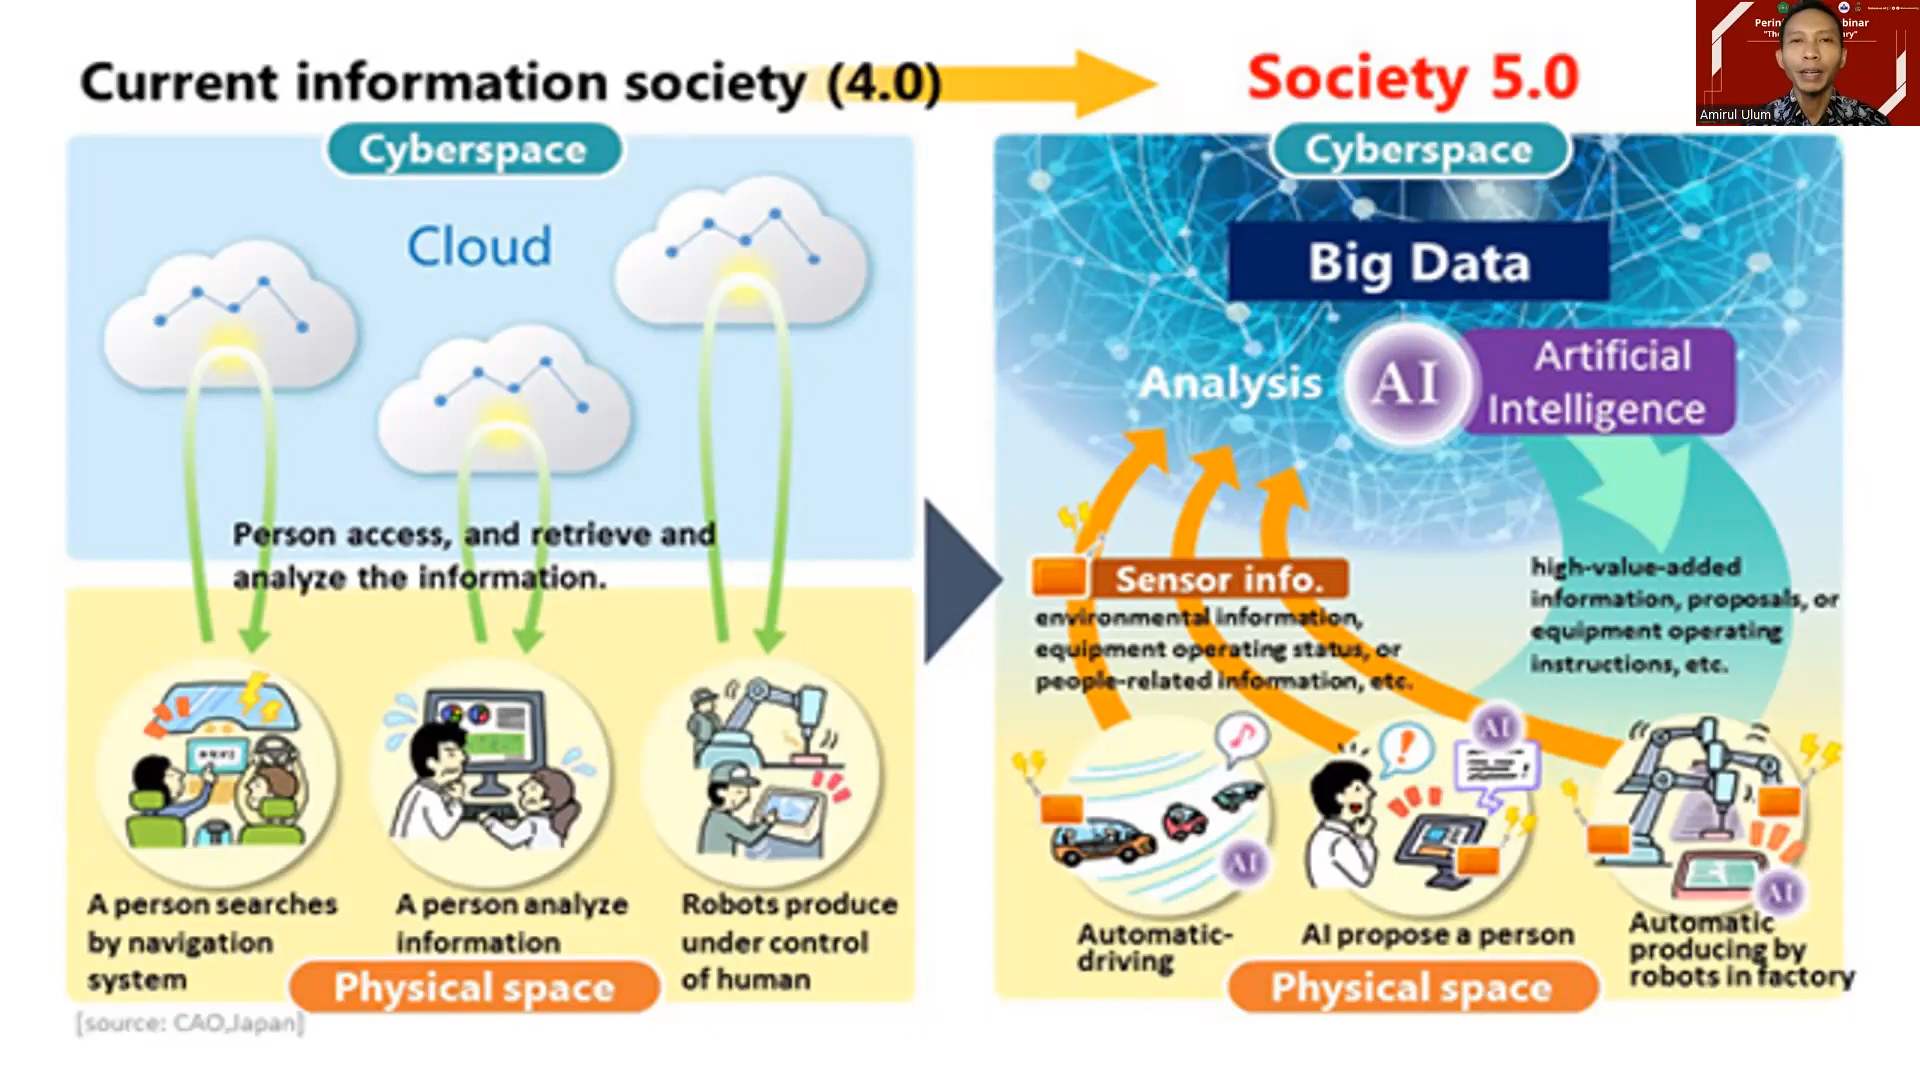 Current information society (4.0)
Society 5.0
Amirul Ulum
Cyberspace
Cloud
Person access, and retrieve and
analyze the information.
A person searches
by navigation
system
A person analyze
information
Robots produce
under control
of human
Physical space
[source: CAO,Japan]
Cyberspace
Big Data
Analysis
AI
Artificial
Intelligence
Sensor info.
environmental information,
equipment operating status, or
people-related information, etc.
high-value-added
information, proposals, or
equipment operating
instructions, etc.
AI
AI
AI
Automatic-
driving
AI propose a person
Automatic
producing by
robots in factory
Physical space